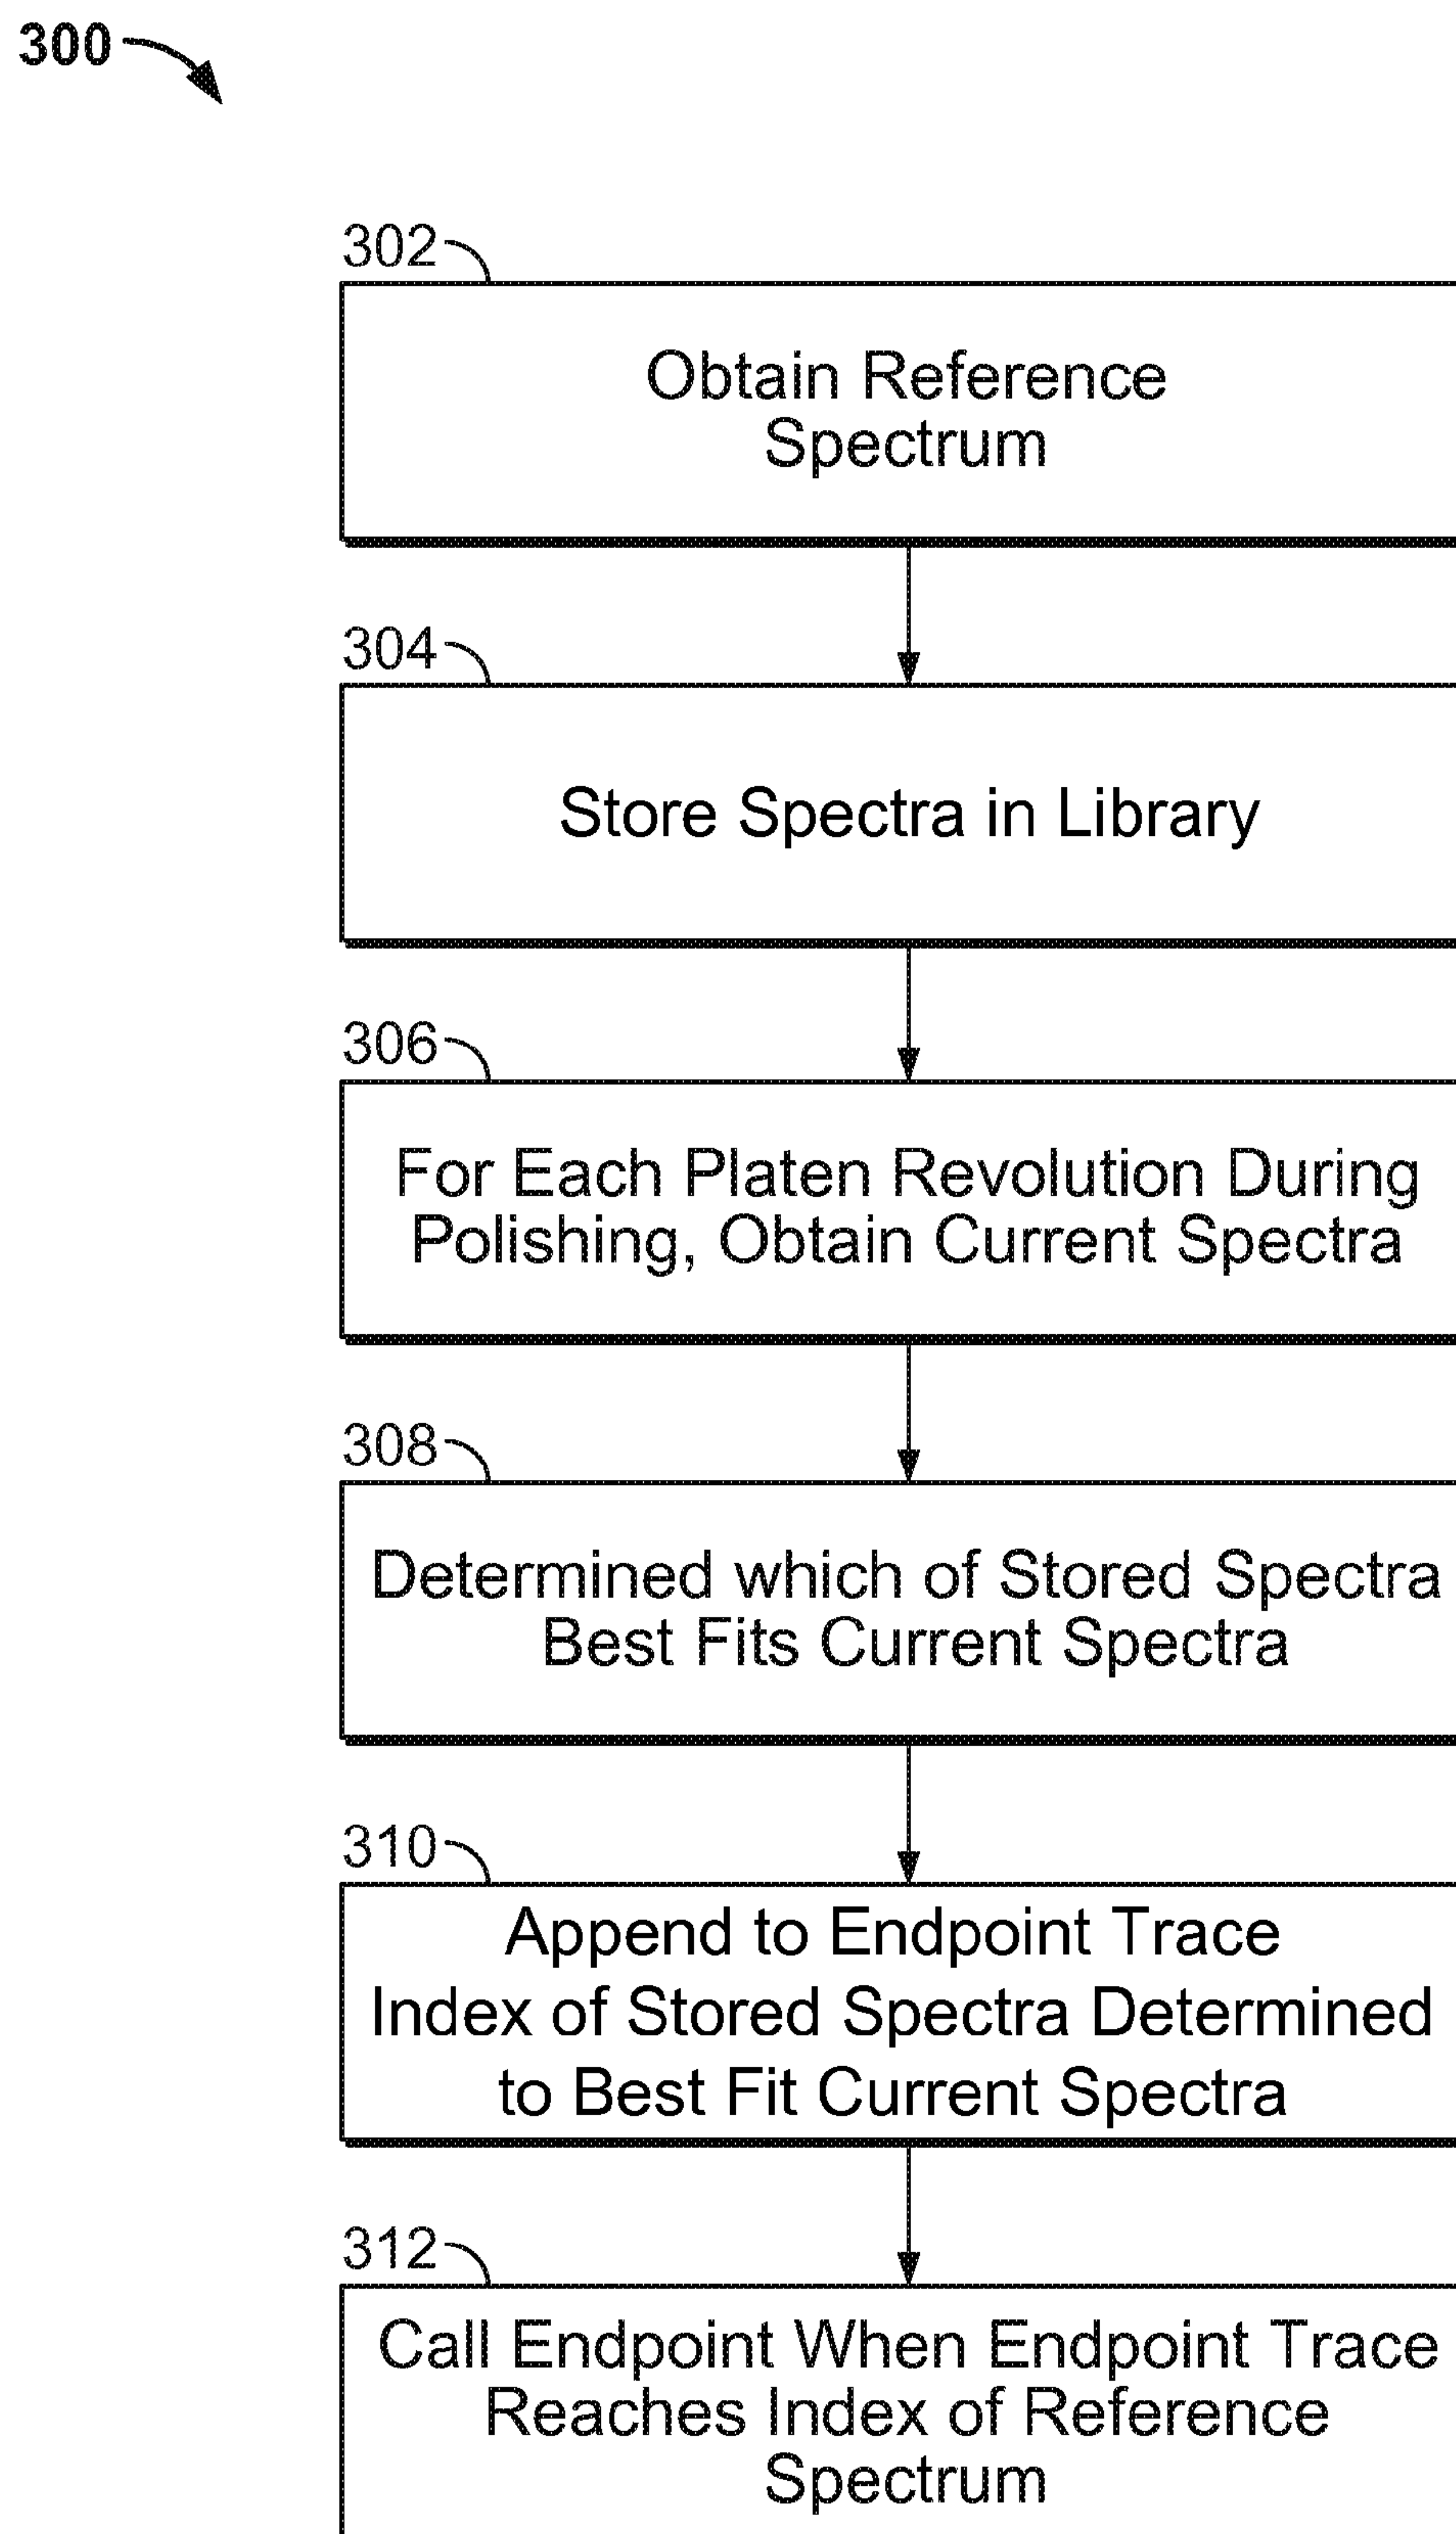 300
302
Obtain Reference
Spectrum
304
Store Spectra in Library
306
For Each Platen Revolution During
Polishing, Obtain Current Spectra
308
Determined which of Stored Spectra
Best Fits Current Spectra
310
Append to Endpoint Trace
Index of Stored Spectra Determined
to Best Fit Current Spectra
312
Call Endpoint When Endpoint Trace
Reaches Index of Reference
Spectrum